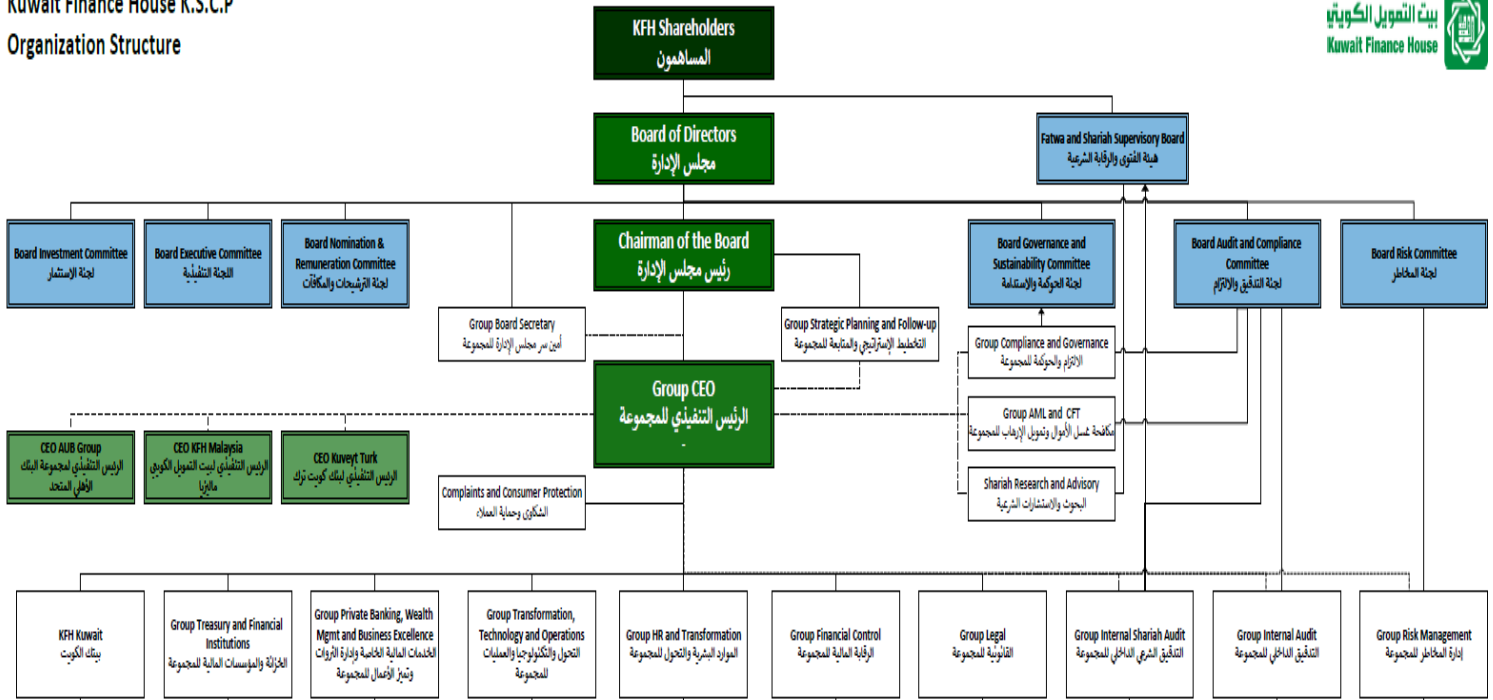 Kuwait Finance House K.S.C.P
Organization Structure
بيت التمويل الكويتي
Kuwait Finance House
KFH Shareholders
المساهمون
Board of Directors
مجلس الإدارة
Fatwa and Shariah Supervisory Board
هيئة الفتوى والرقابة الشرعية
Board Investment Committee
لجنة الإستثمار
Board Executive Committee
اللجنة التنفيذية
Board Nomination &
Remuneration Committee
لجنة الترشيحات والمكافآت
Chairman of the Board
رئيس مجلس الإدارة
Board Governance and
Sustainability Committee
لجنة الحوكمة والاستدامة
Board Audit and Compliance
Committee
لجنة التدقيق والالتزام
Board Risk Committee
لجنة المخاطر
Group Board Secretary
أمين سر مجلس الإدارة للمجموعة
Group Strategic Planning and Follow-up
التخطيط الإستراتيجي والمتابعة للمجموعة
Group Compliance and Governance
الالتزام والحوكمة للمجموعة
Group CEO
الرئيس التنفيذي للمجموعة
-
Group AML and CFT
مكافحة غسل الأموال وتمويل الإرهاب للمجموعة
CEO AUB Group
الرئيس التنفيذي لمجموعة البنك
الأهلي المتحد
CEO KFH Malaysia
الرئيس التنفيذي لبيت التمويل الكويتي
ماليزيا
CEO Kuveyt Turk
الرئيس التنفيذي لبنك كويت ترك
Complaints and Consumer Protection
الشكاوى وحماية العملاء
Shariah Research and Advisory
البحوث والاستشارات الشرعية
KFH Kuwait
بيتك الكويت
Group Treasury and Financial
Institutions
الخزانة والمؤسسات المالية للمجموعة
Group Private Banking, Wealth
Mgmt and Business Excellence
الخدمات المالية الخاصة وإدارة الثروات
وتميز الأعمال للمجموعة
Group Transformation,
Technology and Operations
التحول والتكنولوجيا والعمليات
للمجموعة
Group HR and Transformation
الموارد البشرية والتحول للمجموعة
Group Financial Control
الرقابة المالية للمجموعة
Group Legal
القانونية للمجموعة
Group Internal Shariah Audit
التدقيق الشرعي الداخلي للمجموعة
Group Internal Audit
التدقيق الداخلي للمجموعة
Group Risk Management
إدارة المخاطر للمجموعة